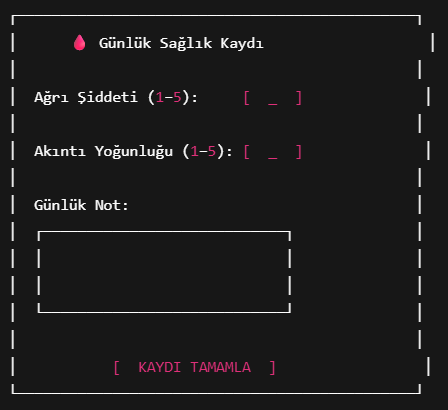 🩸 Günlük Sağlık Kaydı
Ağrı Şiddeti (1–5): [ _ ]
Akıntı Yoğunluğu (1–5): [ _ ]
Günlük Not:
[ KAYDI TAMAMLA ]